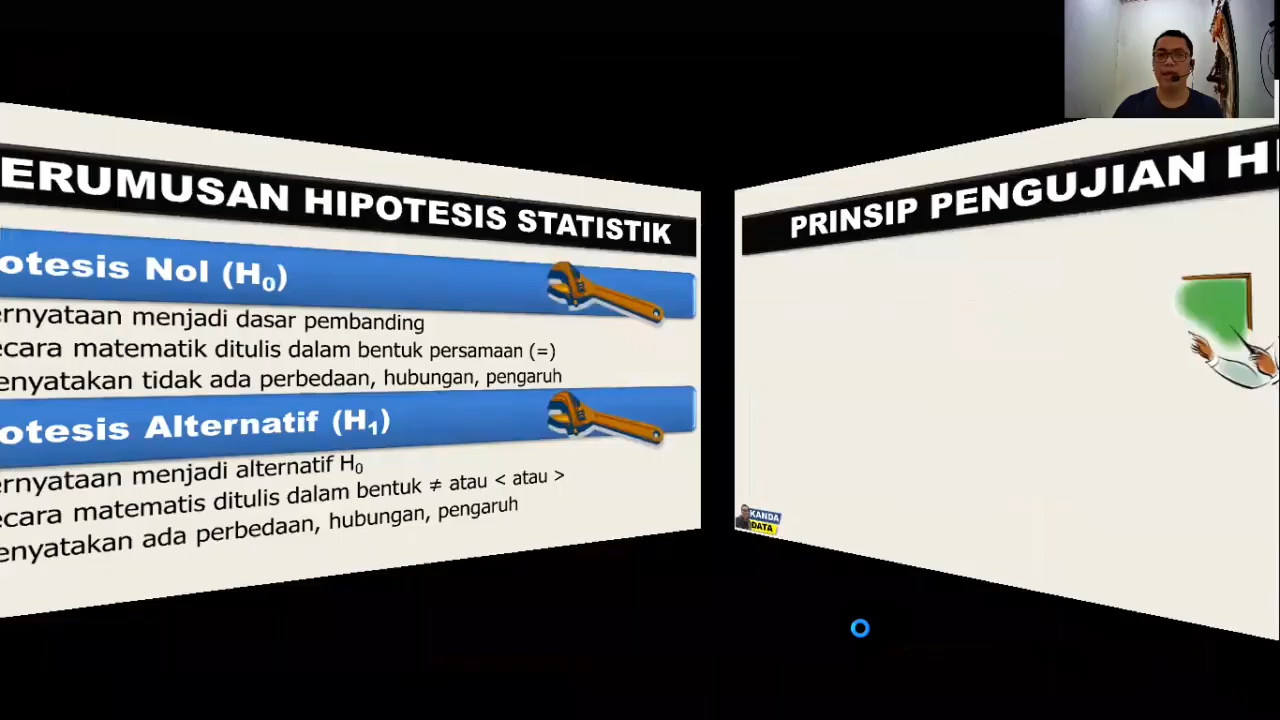 ERUMUSAN HIPOTESIS STATISTIK
otesis Nol (H₀)
ernyataan menjadi dasar pembanding
ecara matematik ditulis dalam bentuk persamaan (=)
enyatakan tidak ada perbedaan, hubungan, pengaruh
otesis Alternatif (H₁)
ernyataan menjadi alternatif H₀
ecara matematis ditulis dalam bentuk ≠ atau < atau >
enyatakan ada perbedaan, hubungan, pengaruh
PRINSIP PENGUJIAN HI
KANDA
DATA